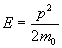 E = p²/2m₀